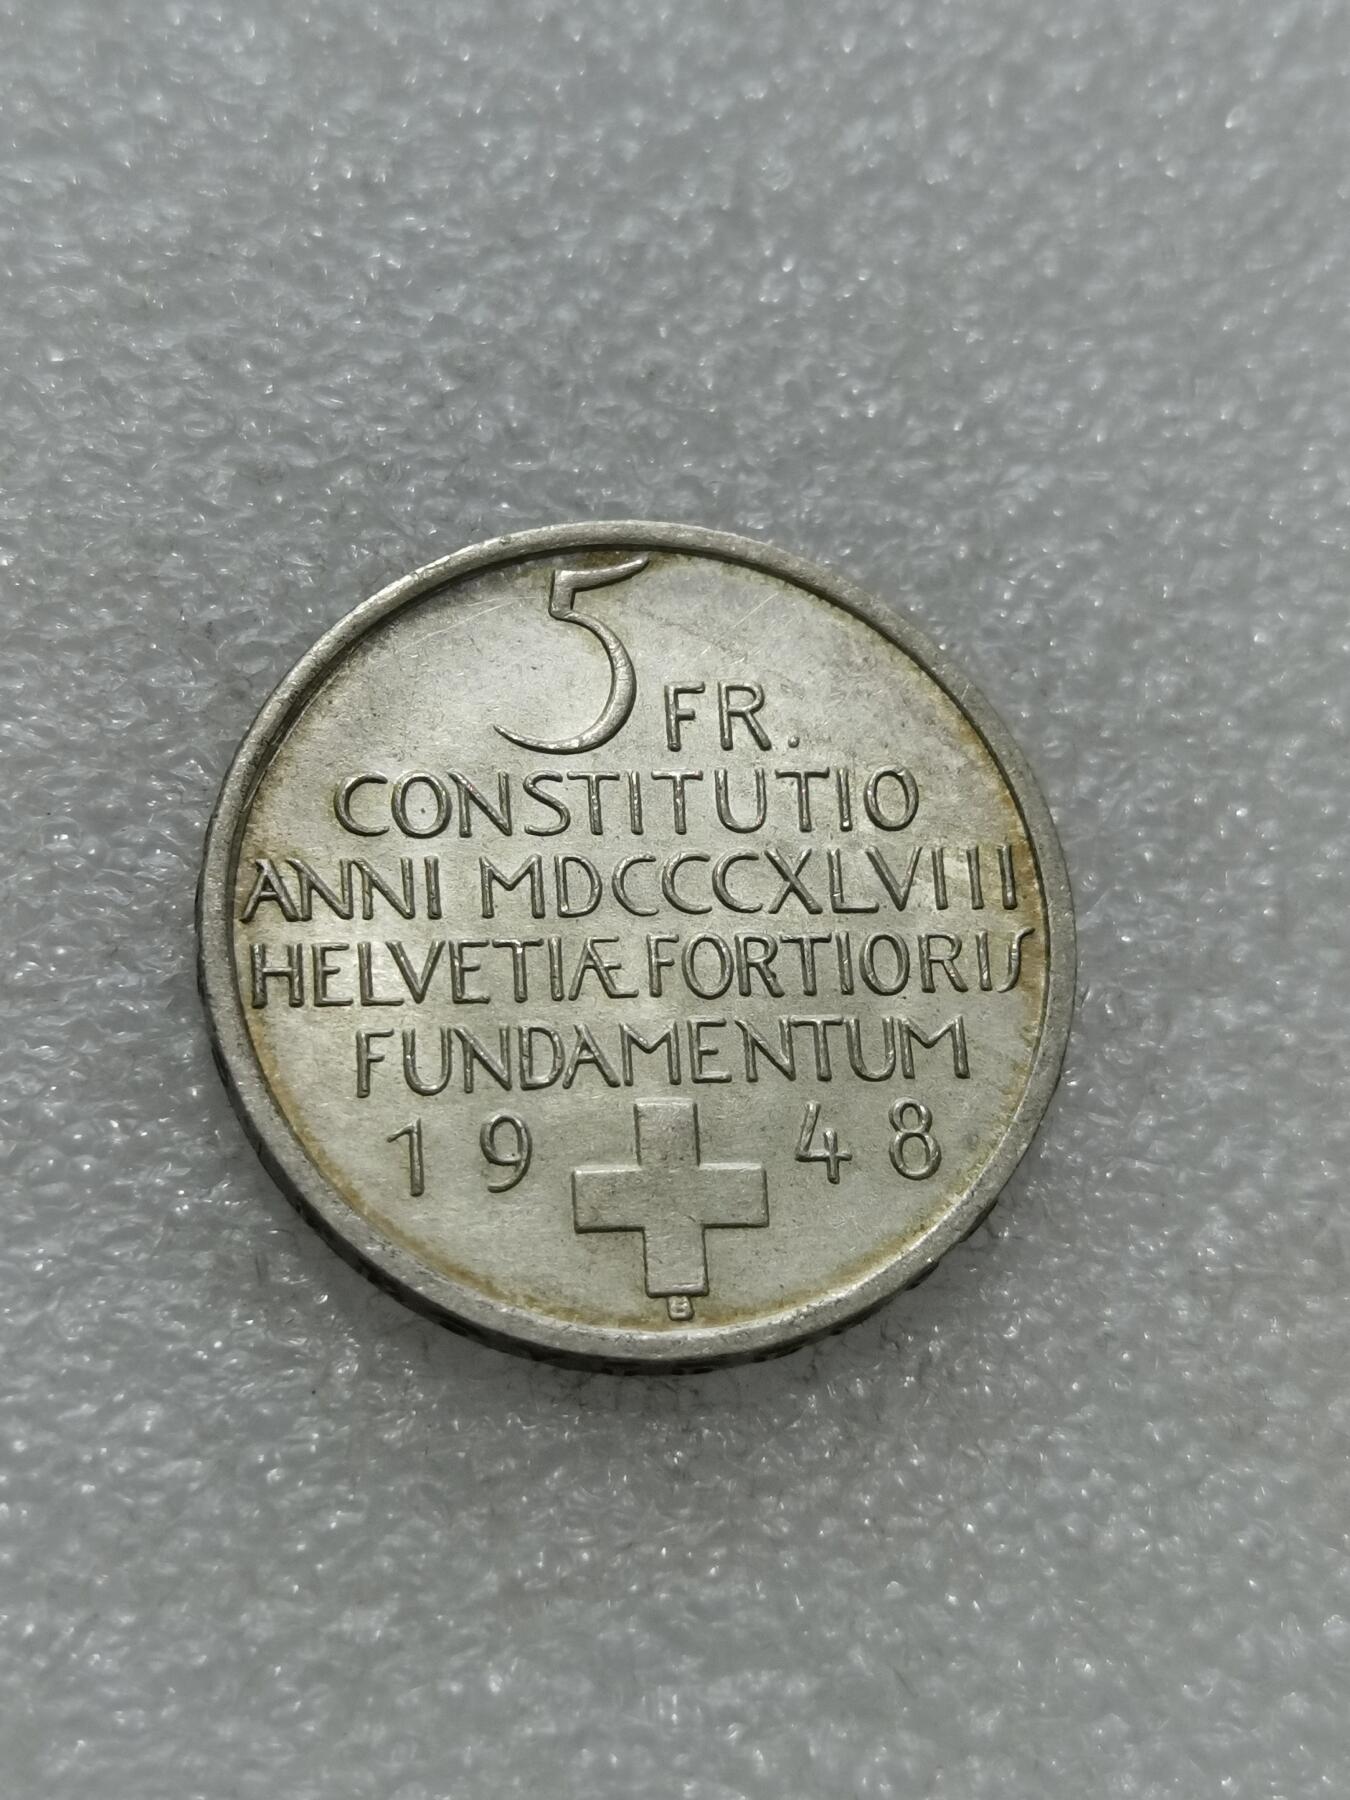 5 FR.
CONSTITUTIO
ANNI MDCCCXLVIII
HELVETIÆ FORTIORIS
FUNDAMENTUM
1948
B